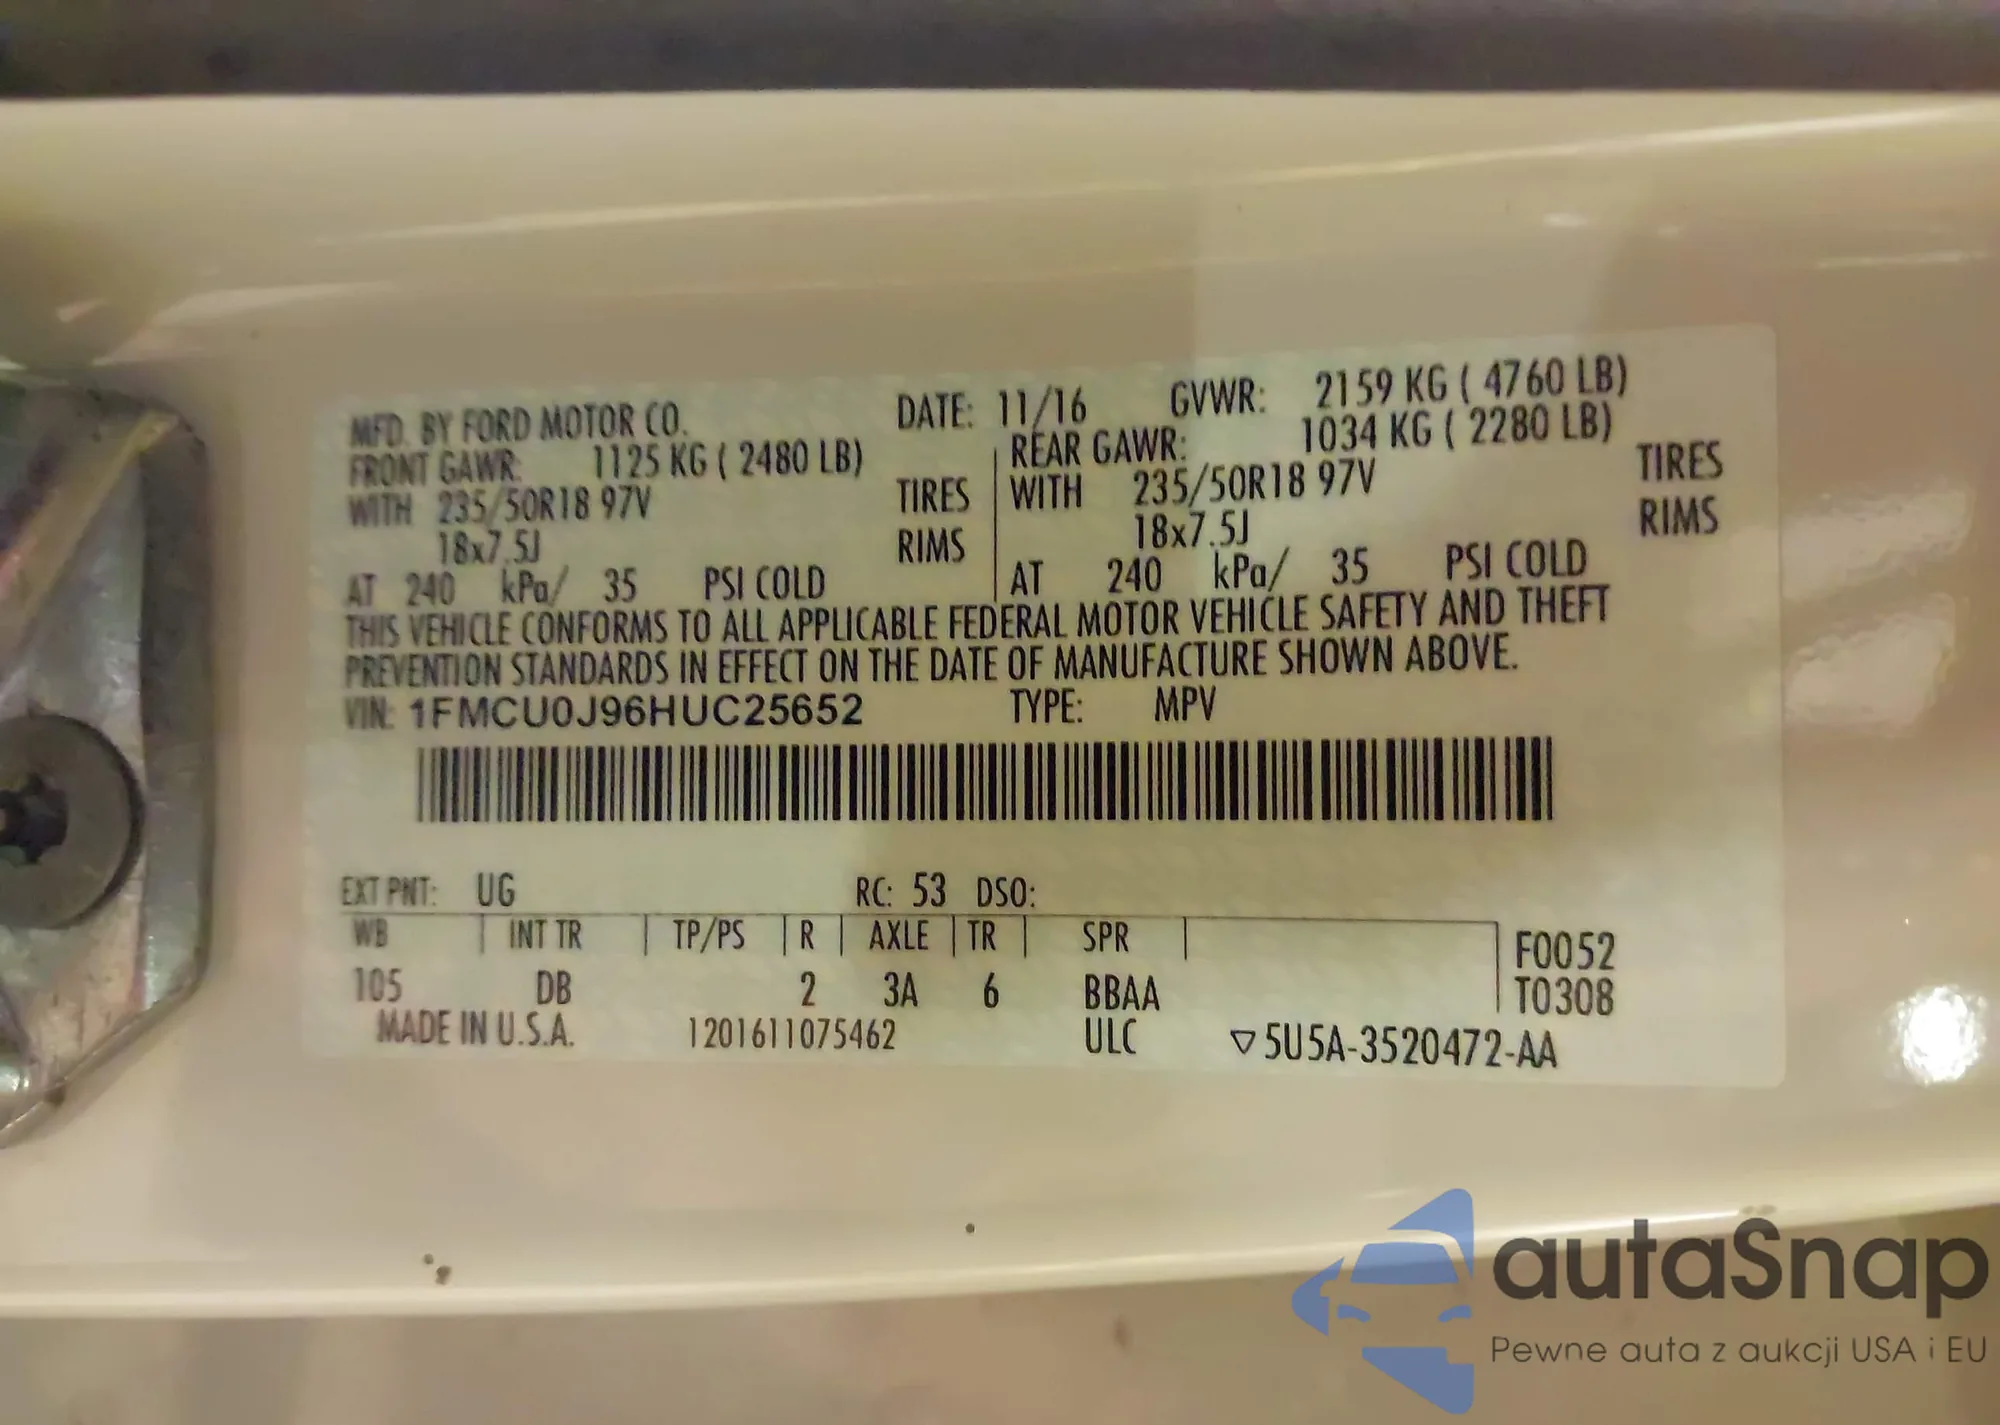 MFD. BY FORD MOTOR CO. DATE: 11/16 GVWR: 2159 KG ( 4760 LB)
FRONT GAWR: 1125 KG ( 2480 LB) REAR GAWR: 1034 KG ( 2280 LB)
WITH 235/50R18 97V TIRES WITH 235/50R18 97V TIRES
18x7.5J RIMS 18x7.5J RIMS
AT 240 kPa/ 35 PSI COLD AT 240 kPa/ 35 PSI COLD
THIS VEHICLE CONFORMS TO ALL APPLICABLE FEDERAL MOTOR VEHICLE SAFETY AND THEFT
PREVENTION STANDARDS IN EFFECT ON THE DATE OF MANUFACTURE SHOWN ABOVE.
VIN: 1FMCU0J96HUC25652 TYPE: MPV
EXT PNT: UG RC: 53 DSO:
WB INT TR TP/PS R AXLE TR SPR F0052
105 DB 2 3A 6 BBAA T0308
MADE IN U.S.A. 1201611075462 ULC ▽5U5A-3520472-AA
autaSnap
Pewne auta z aukcji USA i EU